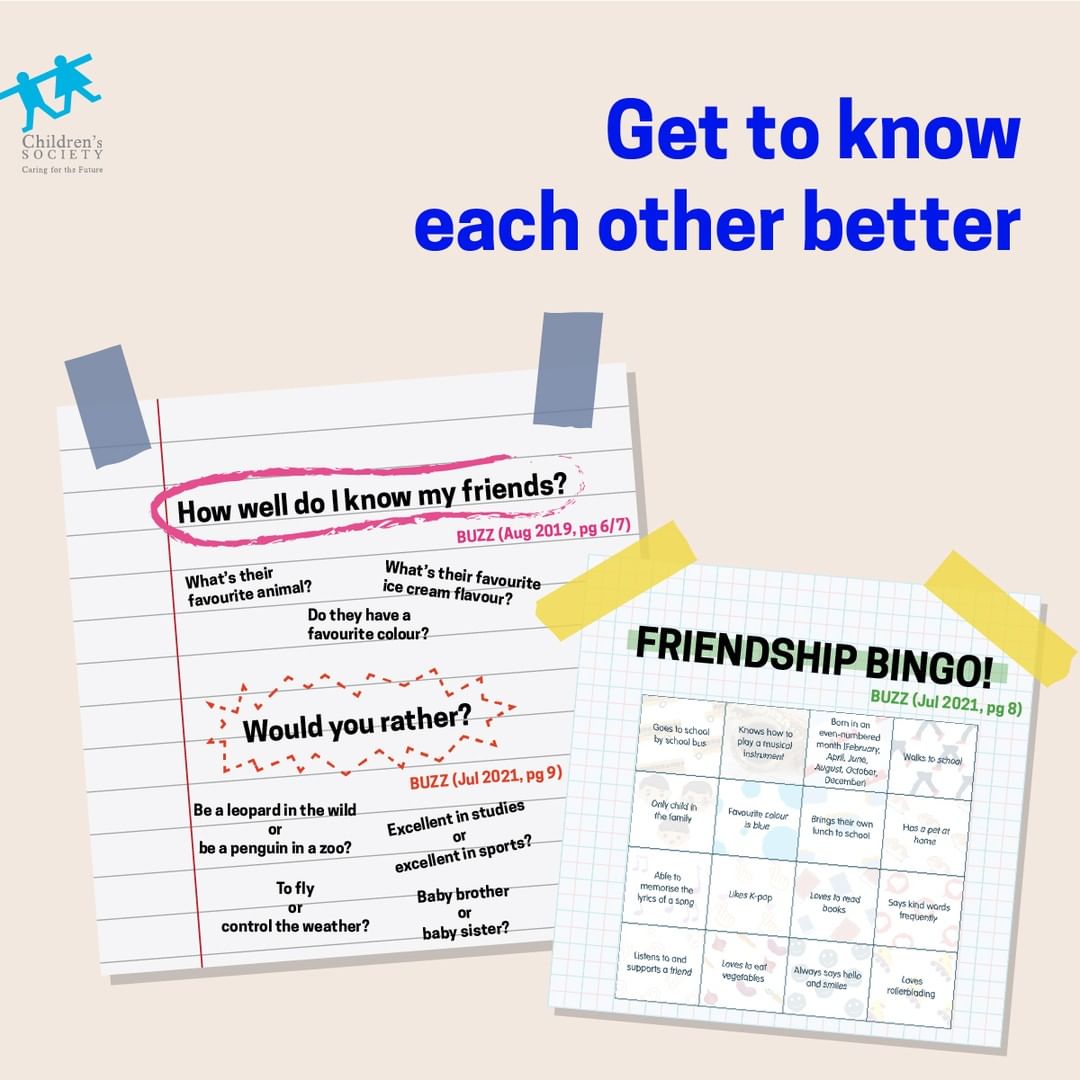 Children's
SOCIETY
Caring for the Future
Get to know
each other better
How well do I know my friends?
BUZZ (Aug 2019, pg 6/7)
What's their
favourite animal?
What's their favourite
ice cream flavour?
Do they have a
favourite colour?
Would you rather?
BUZZ (Jul 2021, pg 9)
Be a leopard in the wild
or
be a penguin in a zoo?
Excellent in studies
or
excellent in sports?
To fly
or
control the weather?
Baby brother
or
baby sister?
FRIENDSHIP BINGO!
BUZZ (Jul 2021, pg 8)
Goes to school
by school bus
Knows how to
play a musical
instrument
Born in an
even-numbered
month (February,
April, June,
August, October,
December)
Walks to school
Only child in
the family
Favourite colour
is blue
Brings their own
lunch to school
Has a pet at
home
Able to
memorise the
lyrics of a song
Likes K-pop
Loves to read
books
Says kind words
frequently
Listens to and
supports a friend
Loves to eat
vegetables
Always says hello
and smiles
Loves
rollerblading